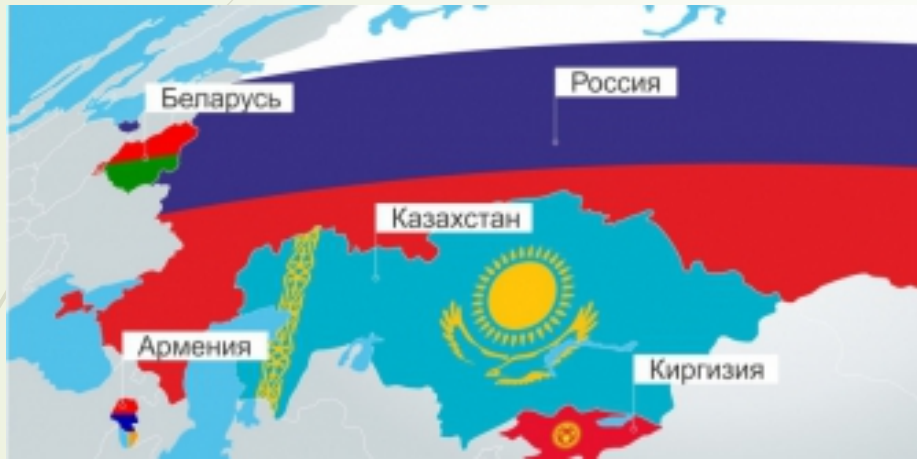 Беларусь
Россия
Казахстан
Армения
Киргизия